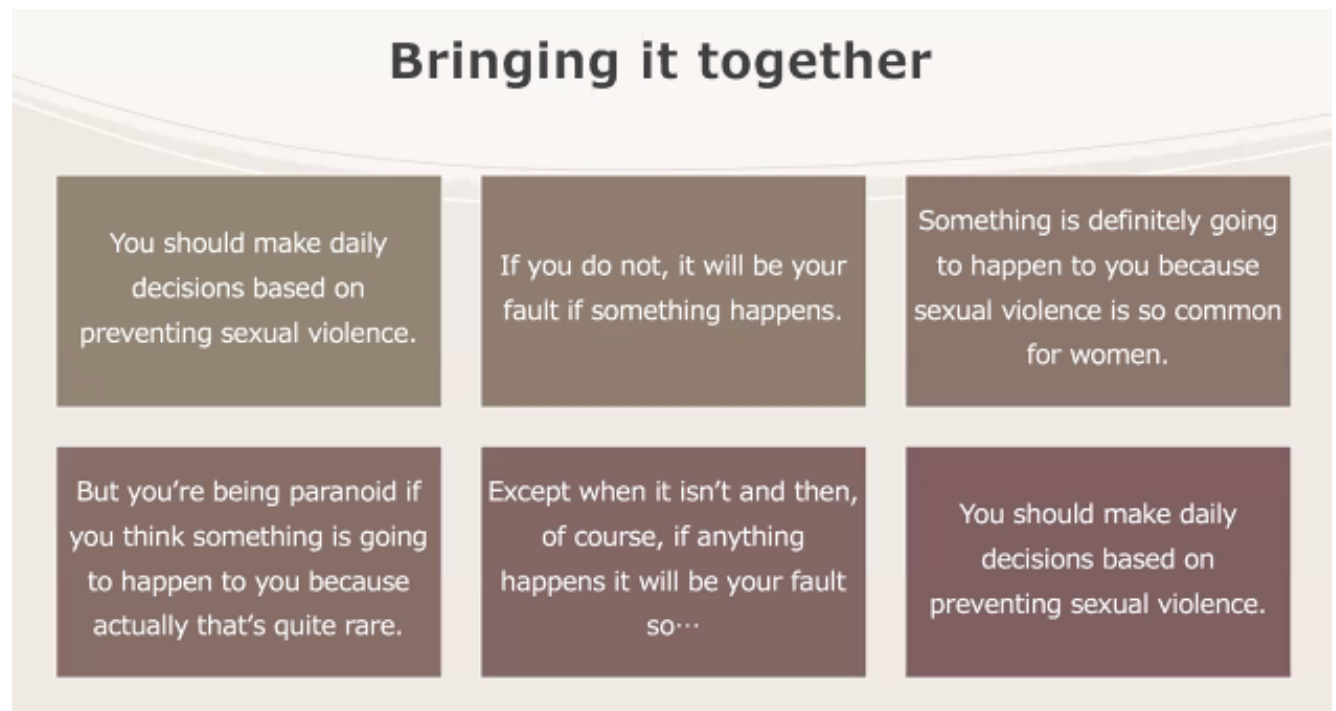 Bringing it together
You should make daily
decisions based on
preventing sexual violence.
If you do not, it will be your
fault if something happens.
Something is definitely going
to happen to you because
sexual violence is so common
for women.
But you’re being paranoid if
you think something is going
to happen to you because
actually that’s quite rare.
Except when it isn’t and then,
of course, if anything
happens it will be your fault
so⋯
You should make daily
decisions based on
preventing sexual violence.